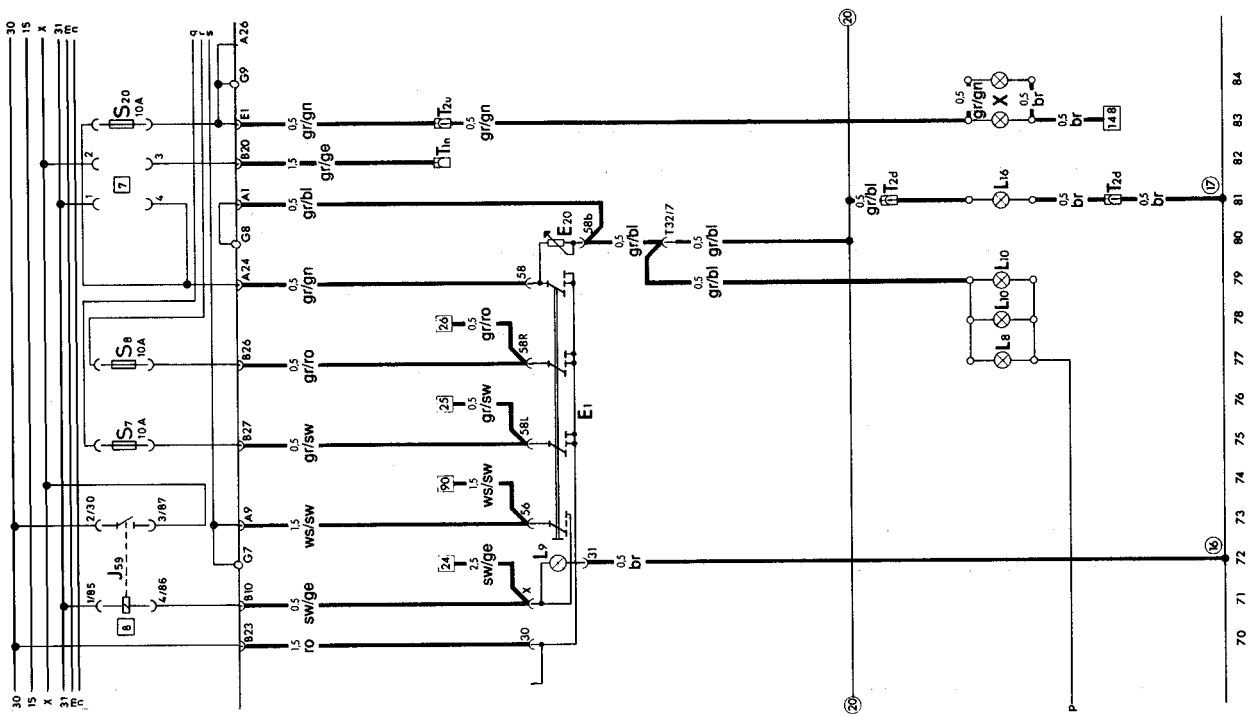 30
15
X
31
m
n
30
15
X
31
m
n
q
r
s
S20
10A
S8
10A
S7
10A
2
3
7
1
4
2/30
3/87
J59
1/85
4/86
8
A26
G9
E1
B20
A1
G8
A24
B26
B27
A9
G7
B10
B23
0,5
gr/gn
1,5
gr/ge
0,5
gr/bl
0,5
gr/gn
0,5
gr/ro
0,5
gr/sw
1,5
ws/sw
0,5
sw/ge
1,5
ro
T2u
T1n
0,5
gr/gn
26
0,5
gr/ro
25
0,5
gr/sw
90
1,5
ws/sw
24
2,5
sw/ge
58
58R
58L
56
X
30
E20
58b
E1
L9
31
0,5
br
0,5
gr/bl
T32/7
0,5
gr/bl
0,5
gr/bl
20
20
0,5
gr/bl
T2d
L16
0,5
br
T2d
0,5
br
17
0,5
gr/gn
X
0,5
br
0,5
br
148
L10
L10
L8
p
16
84
83
82
81
80
79
78
77
76
75
74
73
72
71
70